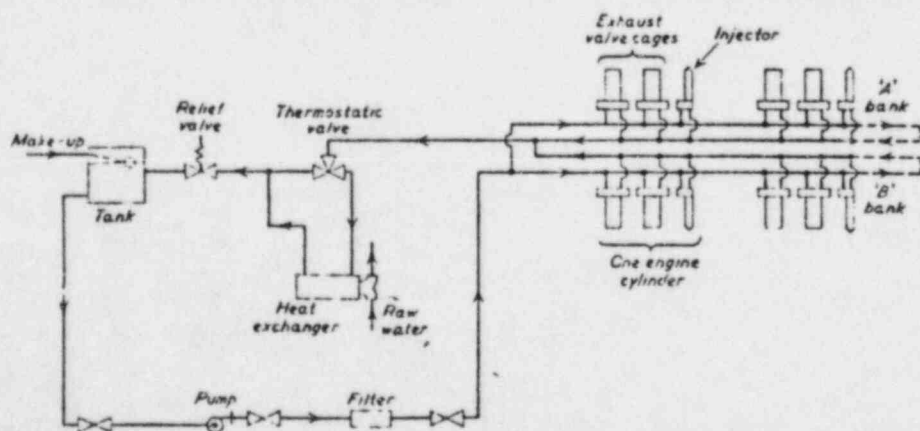 Exhaust
valve cages
Injector
'A'
bank
Relief
valve
Thermostatic
valve
Make-up
Tank
'B'
bank
One engine
cylinder
Heat
exchanger
Raw
water
Pump
Filter